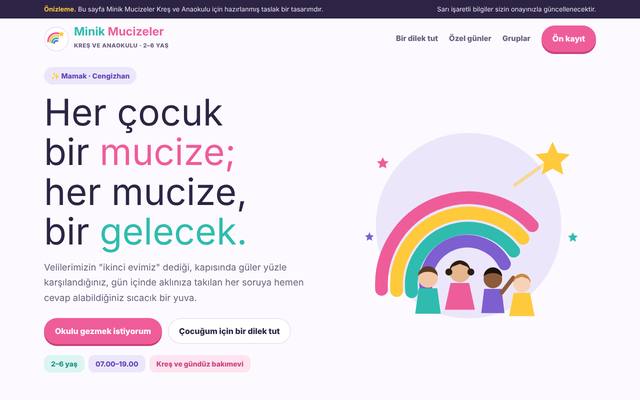 Önizleme. Bu sayfa Minik Mucizeler Kreş ve Anaokulu için hazırlanmış taslak bir tasarımdır.
Sarı işaretli bilgiler sizin onayınızla güncellenecektir.
Minik Mucizeler
KREŞ VE ANAOKULU · 2–6 YAŞ
Bir dilek tut
Özel günler
Gruplar
Ön kayıt
✨ Mamak · Cengizhan
Her çocuk
bir mucize;
her mucize,
bir gelecek.
Velilerimizin "ikinci evimiz" dediği, kapısında güler yüzle
karşılandığınız, gün içinde aklınıza takılan her soruya hemen
cevap alabildiğiniz sıcacık bir yuva.
Okulu gezmek istiyorum
Çocuğum için bir dilek tut
2–6 yaş
07.00–19.00
Kreş ve gündüz bakımevi